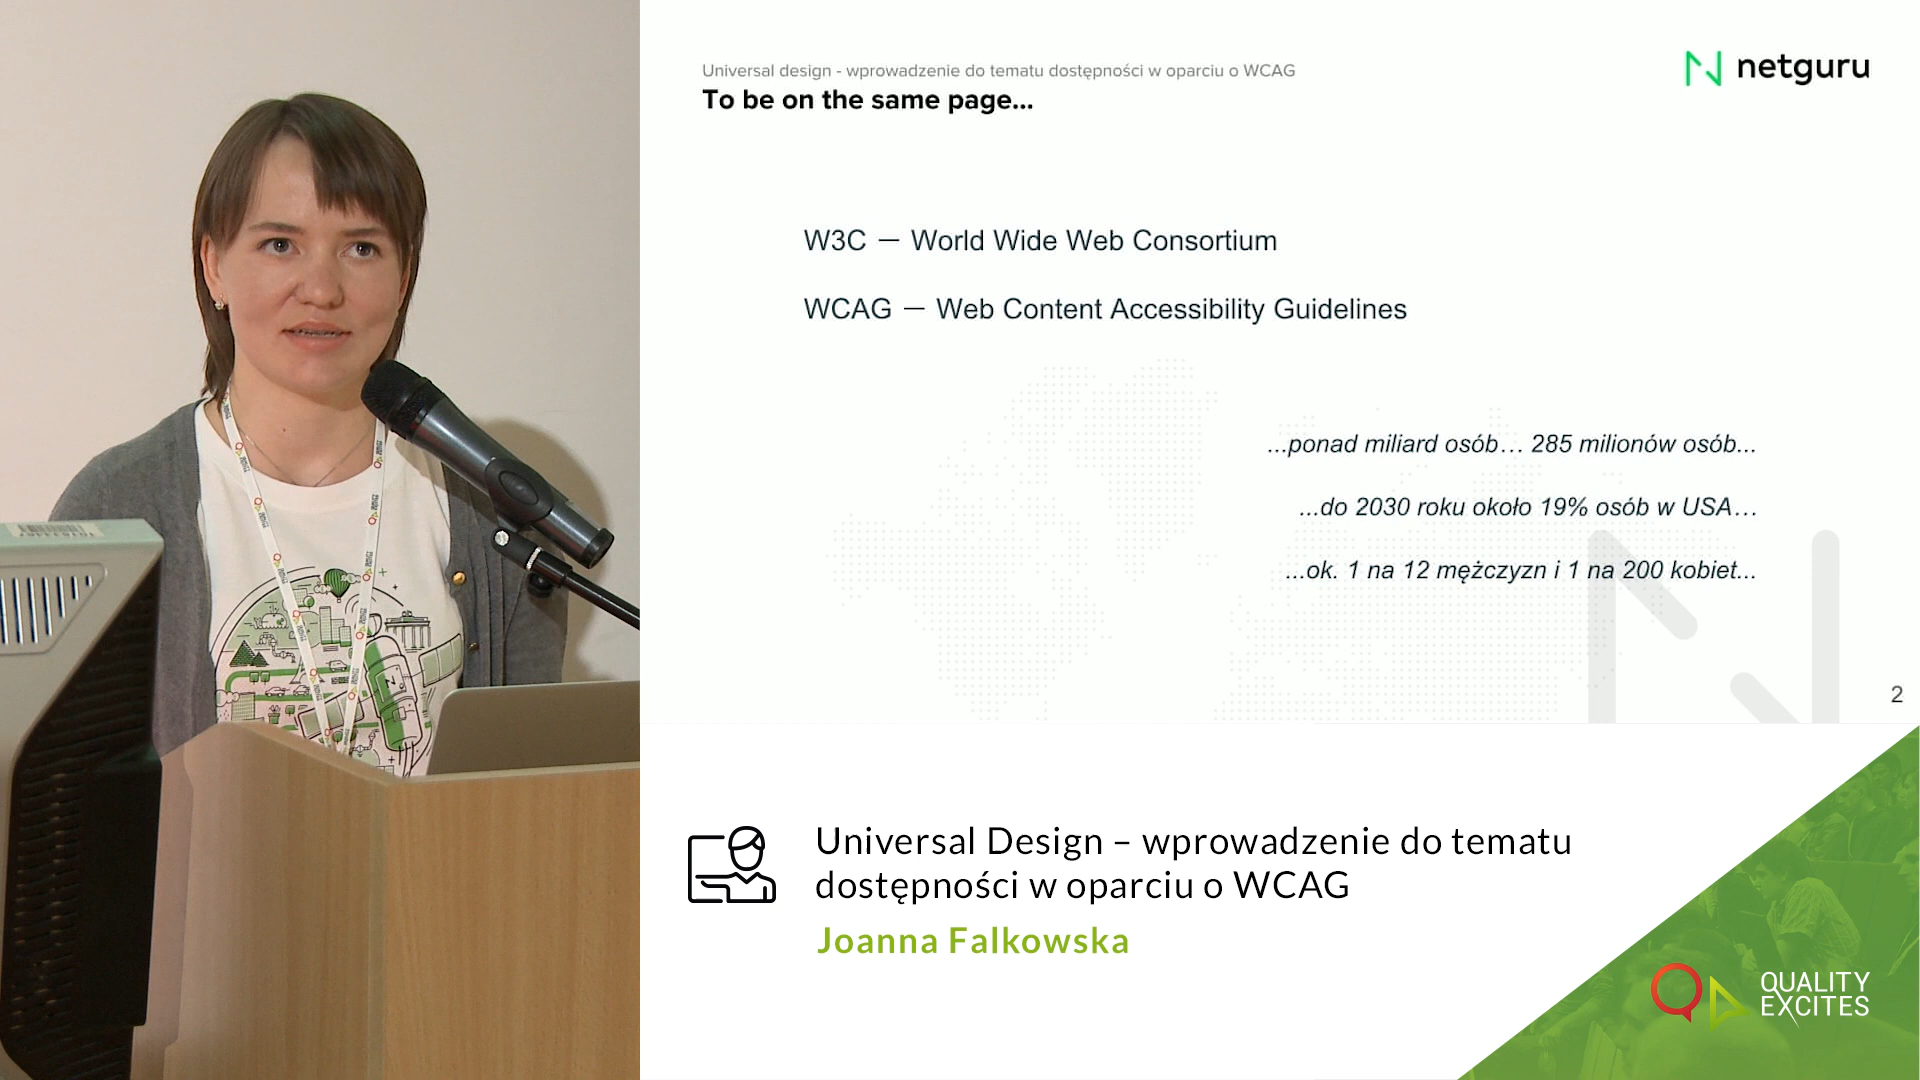 Universal design - wprowadzenie do tematu dostępności w oparciu o WCAG
To be on the same page...
netguru
W3C — World Wide Web Consortium
WCAG — Web Content Accessibility Guidelines
...ponad miliard osób… 285 milionów osób...
...do 2030 roku około 19% osób w USA…
...ok. 1 na 12 mężczyzn i 1 na 200 kobiet...
2
Universal Design – wprowadzenie do tematu
dostępności w oparciu o WCAG
Joanna Falkowska
QUALITY
EXCITES